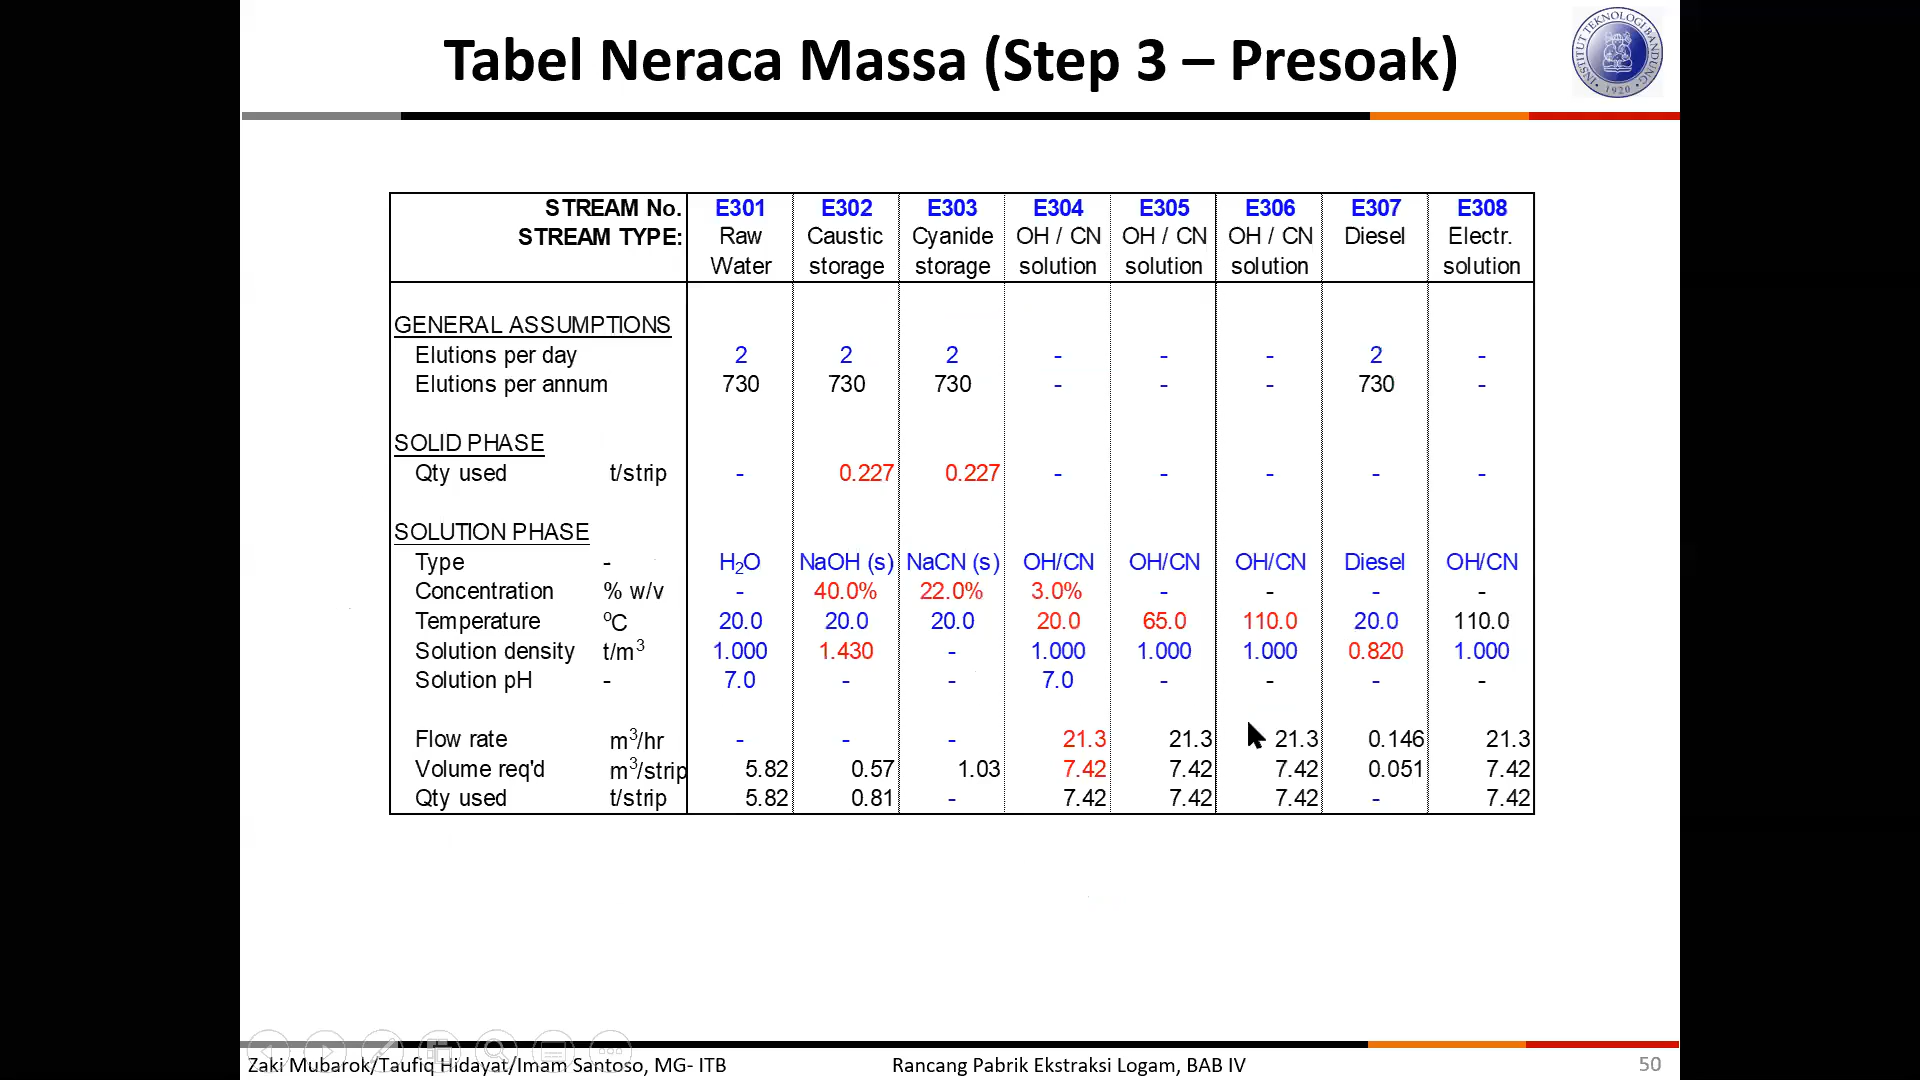 Tabel Neraca Massa (Step 3 – Presoak)
INSTITUT TEKNOLOGI BANDUNG
1920
STREAM No. E301 E302 E303 E304 E305 E306 E307 E308
STREAM TYPE: Raw Caustic Cyanide OH / CN OH / CN OH / CN Diesel Electr.
Water storage storage solution solution solution solution
GENERAL ASSUMPTIONS
Elutions per day 2 2 2 - - - 2 -
Elutions per annum 730 730 730 - - - 730 -
SOLID PHASE
Qty used t/strip - 0.227 0.227 - - - - -
SOLUTION PHASE
Type - H₂O NaOH (s) NaCN (s) OH/CN OH/CN OH/CN Diesel OH/CN
Concentration % w/v - 40.0% 22.0% 3.0% - - - -
Temperature °C 20.0 20.0 20.0 20.0 65.0 110.0 20.0 110.0
Solution density t/m³ 1.000 1.430 - 1.000 1.000 1.000 0.820 1.000
Solution pH - 7.0 - - 7.0 - - - -
Flow rate m³/hr - - - 21.3 21.3 21.3 0.146 21.3
Volume req'd m³/strip 5.82 0.57 1.03 7.42 7.42 7.42 0.051 7.42
Qty used t/strip 5.82 0.81 - 7.42 7.42 7.42 - 7.42
Zaki Mubarok/Taufiq Hidayat/Imam Santoso, MG- ITB Rancang Pabrik Ekstraksi Logam, BAB IV 50